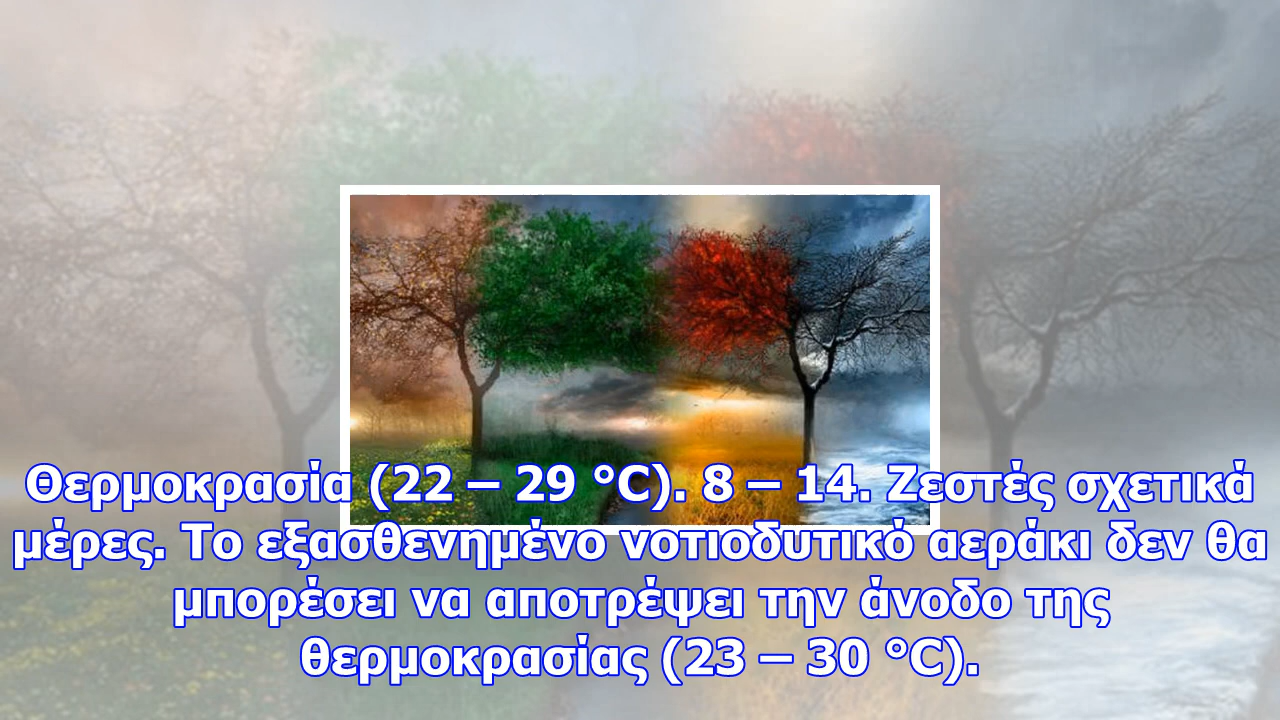 Θερμοκρασία (22 – 29 °C). 8 – 14. Ζεστές σχετικά
μέρες. Το εξασθενημένο νοτιοδυτικό αεράκι δεν θα
μπορέσει να αποτρέψει την άνοδο της
θερμοκρασίας (23 – 30 °C).